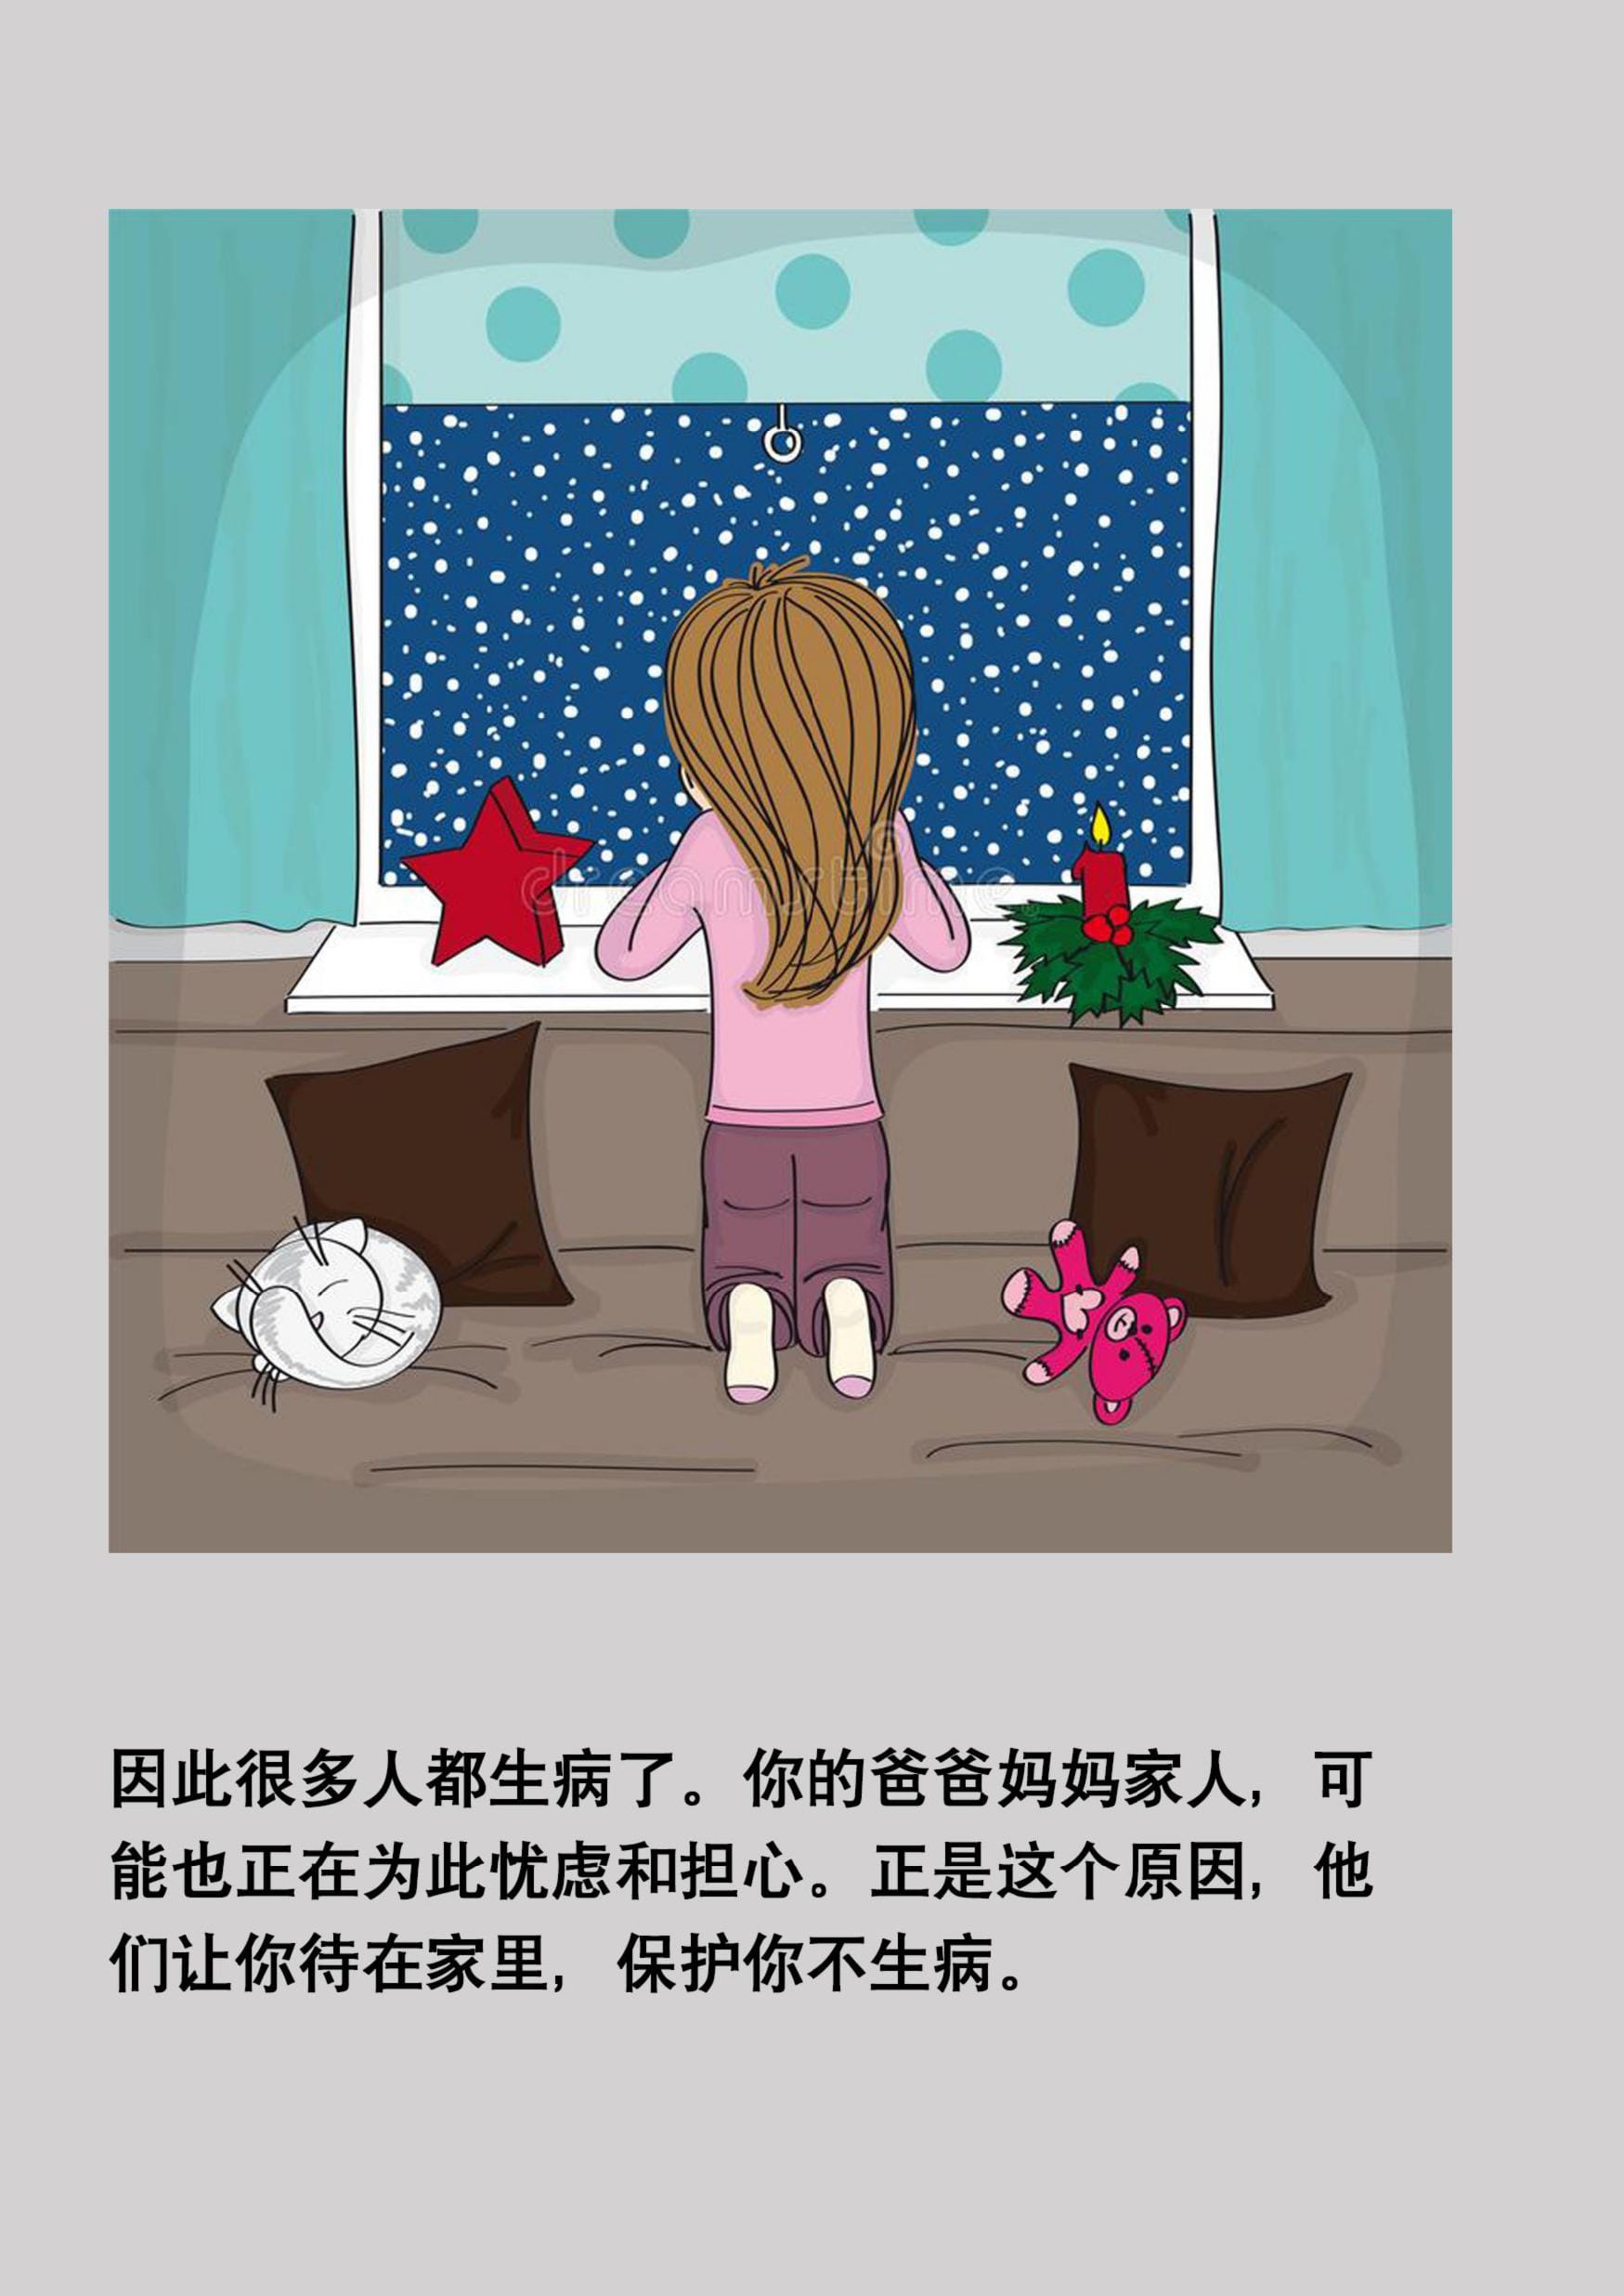 dreamstime.
因此很多人都生病了。你的爸爸妈妈家人，可
能也正在为此忧虑和担心。正是这个原因，他
们让你待在家里，保护你不生病。